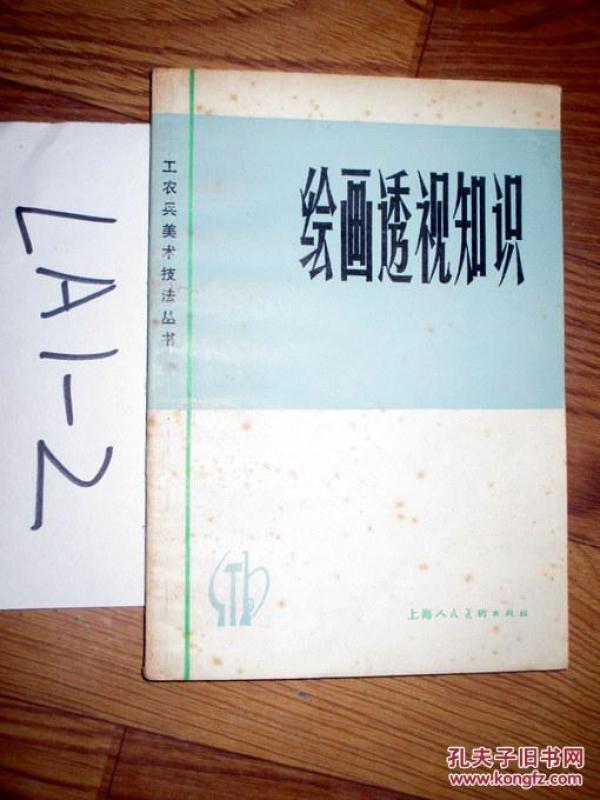 绘画透视知识
工农兵美术技法丛书
上海人民美术出版社
LA1-2
孔夫子旧书网
www.kongfz.com